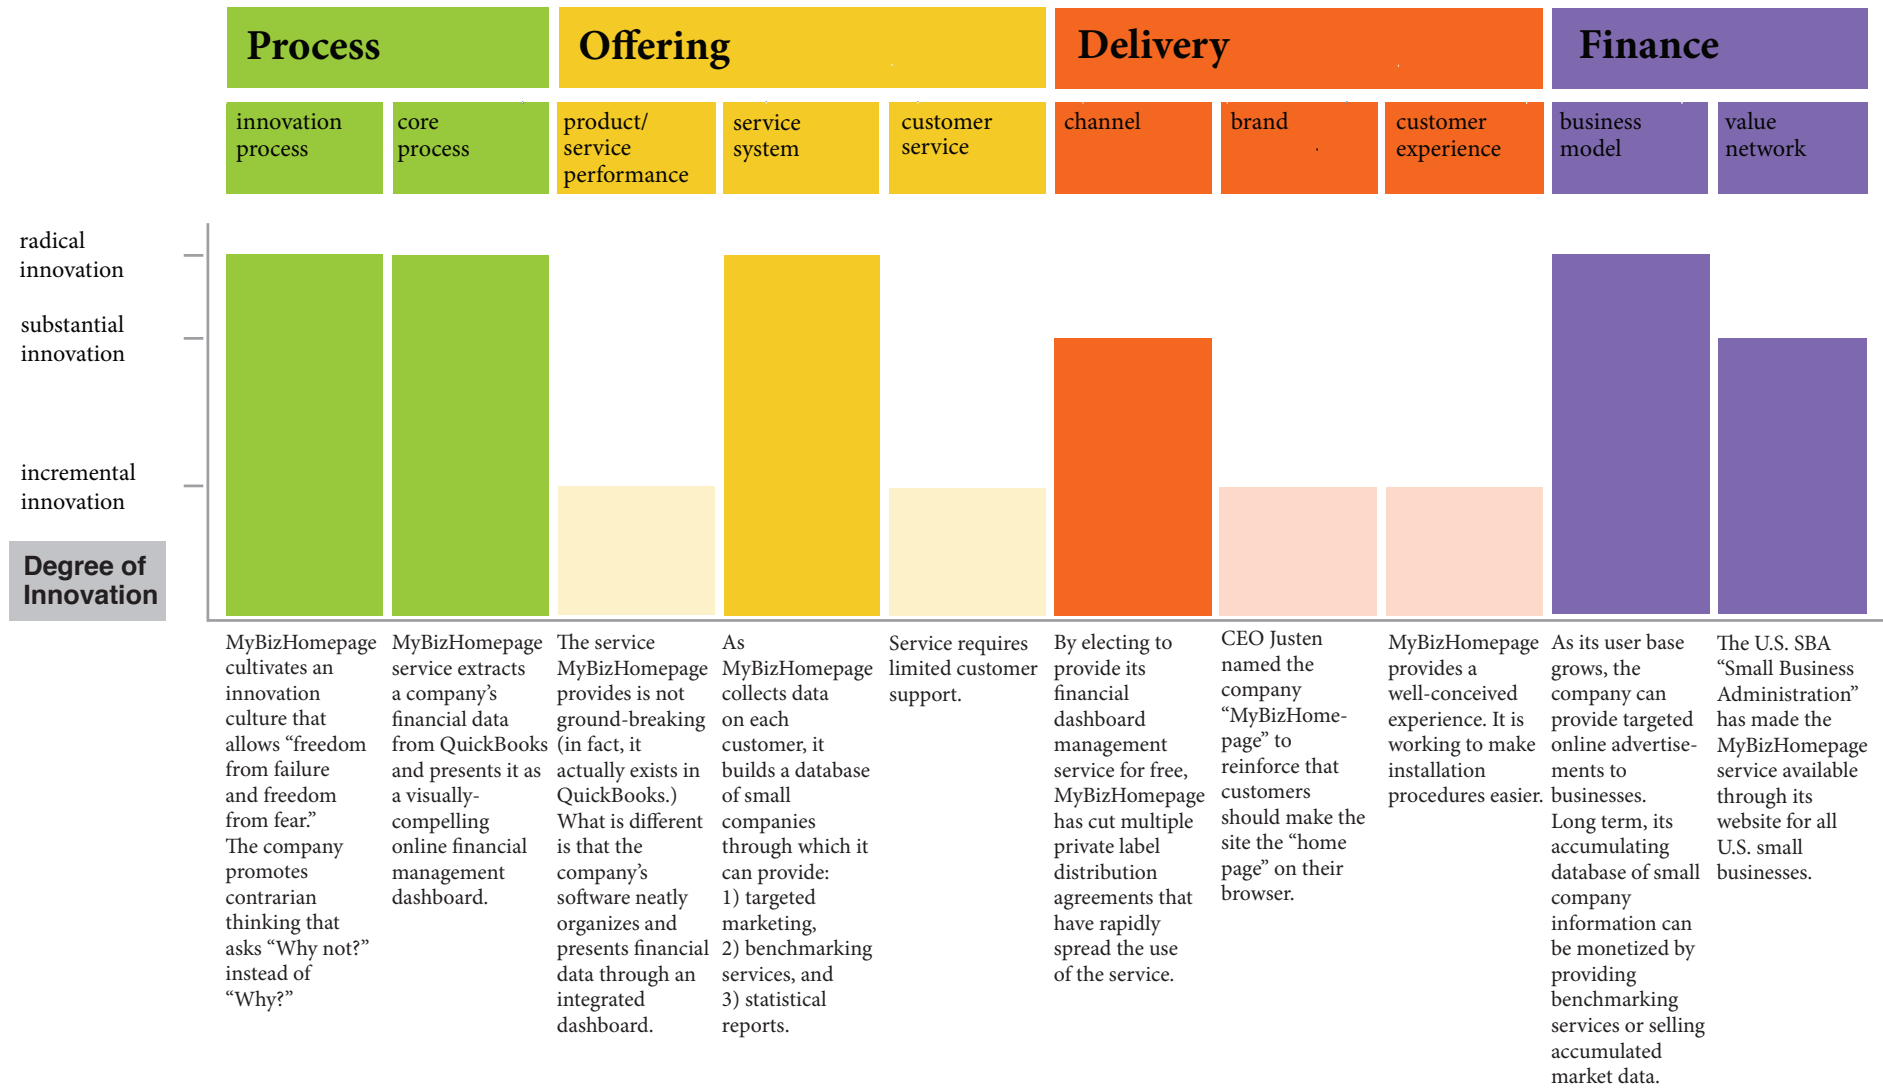 Process
Offering
Delivery
Finance
innovation
process
core
process
product/
service
performance
service
system
customer
service
channel
brand
customer
experience
business
model
value
network
radical
innovation
substantial
innovation
incremental
innovation
Degree of
Innovation
MyBizHomepage
cultivates an
innovation
culture that
allows “freedom
from failure
and freedom
from fear.”
The company
promotes
contrarian
thinking that
asks “Why not?”
instead of
“Why?”
MyBizHomepage
service extracts
a company’s
financial data
from QuickBooks
and presents it as
a visually-
compelling
online financial
management
dashboard.
The service
MyBizHomepage
provides is not
ground-breaking
(in fact, it
actually exists in
QuickBooks.)
What is different
is that the
company’s
software neatly
organizes and
presents financial
data through an
integrated
dashboard.
As
MyBizHomepage
collects data
on each
customer, it
builds a database
of small
companies
through which it
can provide:
1) targeted
marketing,
2) benchmarking
services, and
3) statistical
reports.
Service requires
limited customer
support.
By electing to
provide its
financial
dashboard
management
service for free,
MyBizHomepage
has cut multiple
private label
distribution
agreements that
have rapidly
spread the use
of the service.
CEO Justen
named the
company
“MyBizHome-
page” to
reinforce that
customers
should make the
site the “home
page” on their
browser.
MyBizHomepage
provides a
well-conceived
experience. It is
working to make
installation
procedures easier.
As its user base
grows, the
company can
provide targeted
online advertise-
ments to
businesses.
Long term, its
accumulating
database of small
company
information can
be monetized by
providing
benchmarking
services or selling
accumulated
market data.
The U.S. SBA
“Small Business
Administration”
has made the
MyBizHomepage
service available
through its
website for all
U.S. small
businesses.